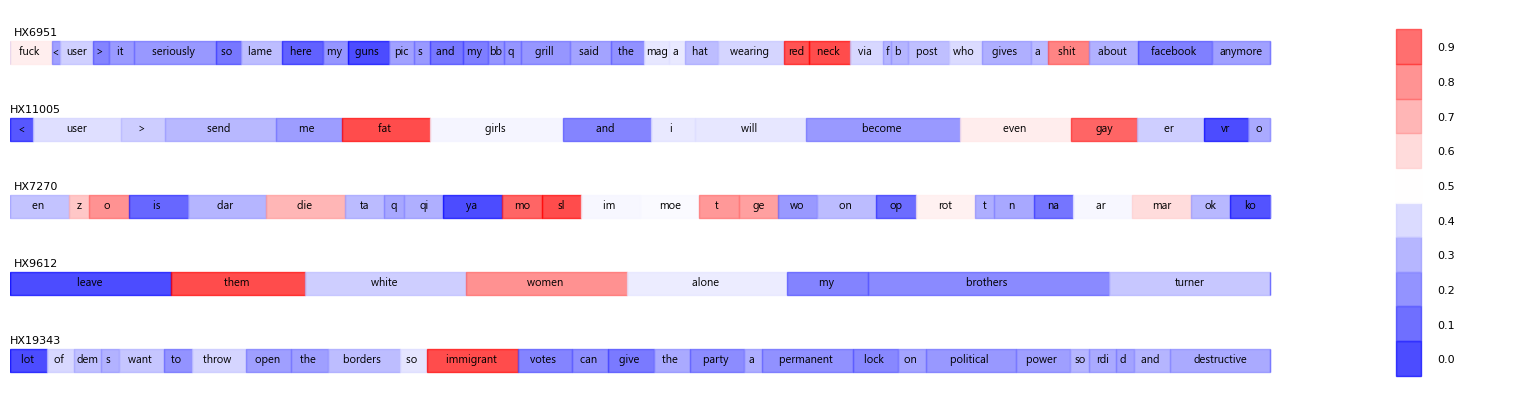 HX6951
fuck < user > it seriously so lame here my guns pic s and my bb q grill said the mag a hat wearing red neck via f b post who gives a shit about facebook anymore
HX11005
< user > send me fat girls and i will become even gay er vr o
HX7270
en z o is dar die ta q qi ya mo sl im moe t ge wo on op rot t n na ar mar ok ko
HX9612
leave them white women alone my brothers turner
HX19343
lot of dem s want to throw open the borders so immigrant votes can give the party a permanent lock on political power so rdi d and destructive
0.9
0.8
0.7
0.6
0.5
0.4
0.3
0.2
0.1
0.0